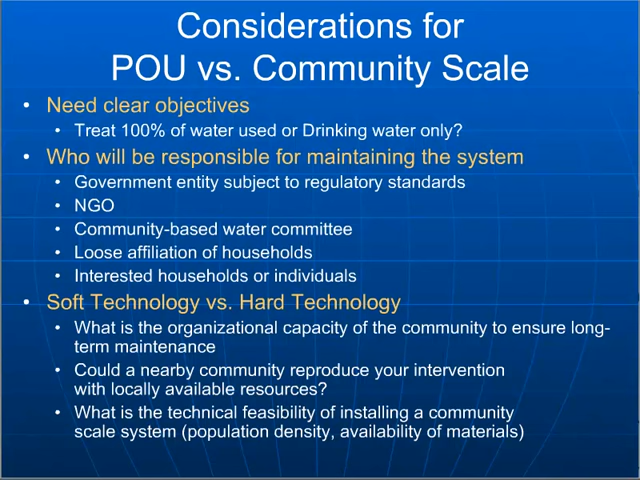 Considerations for
POU vs. Community Scale
• Need clear objectives
• Treat 100% of water used or Drinking water only?
• Who will be responsible for maintaining the system
• Government entity subject to regulatory standards
• NGO
• Community-based water committee
• Loose affiliation of households
• Interested households or individuals
• Soft Technology vs. Hard Technology
• What is the organizational capacity of the community to ensure long-
term maintenance
• Could a nearby community reproduce your intervention
with locally available resources?
• What is the technical feasibility of installing a community
scale system (population density, availability of materials)